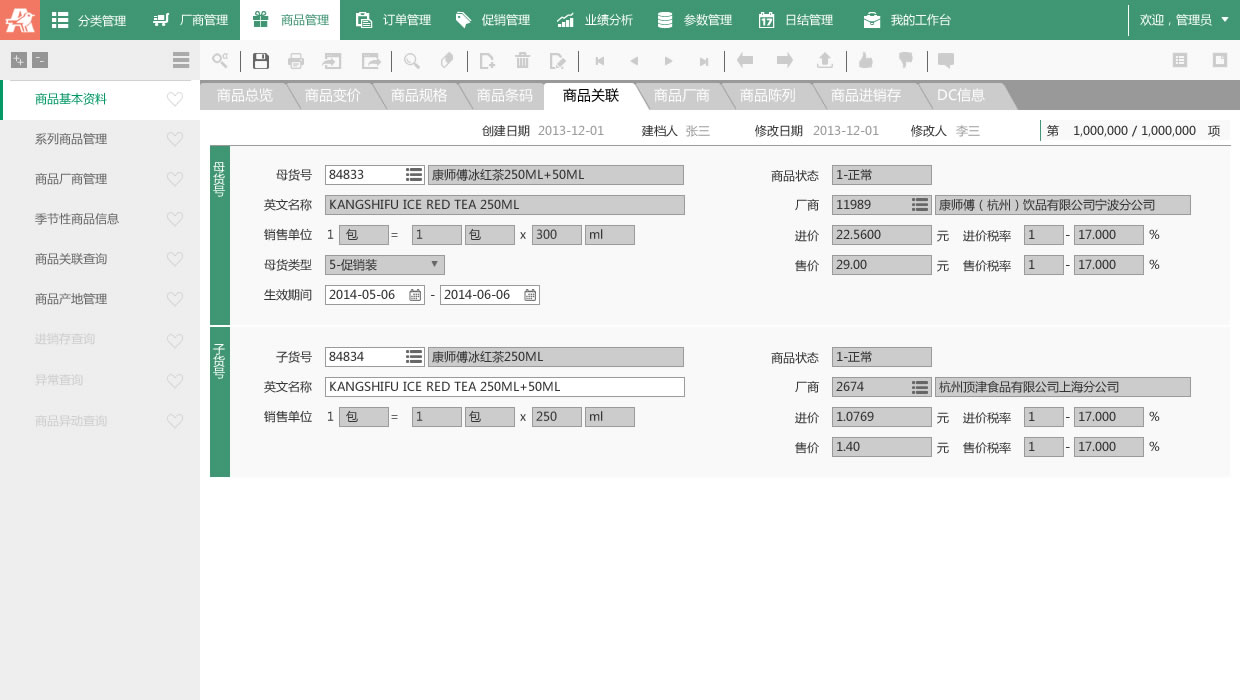 分类管理 厂商管理 商品管理 订单管理 促销管理 业绩分析 参数管理 日结管理 我的工作台 欢迎，管理员
商品总览 商品变价 商品规格 商品条码 商品关联 商品厂商 商品陈列 商品进销存 DC信息
商品基本资料
系列商品管理
商品厂商管理
季节性商品信息
商品关联查询
商品产地管理
进销存查询
异常查询
商品异动查询
创建日期 2013-12-01 建档人 张三 修改日期 2013-12-01 修改人 李三 第 1,000,000 / 1,000,000 项
母货号
母货号 84833 康师傅冰红茶250ML+50ML 商品状态 1-正常
英文名称 KANGSHIFU ICE RED TEA 250ML 厂商 11989 康师傅（杭州）饮品有限公司宁波分公司
销售单位 1 包 = 1 包 x 300 ml 进价 22.5600 元 进价税率 1 - 17.000 %
母货类型 5-促销装 售价 29.00 元 售价税率 1 - 17.000 %
生效期间 2014-05-06 - 2014-06-06
子货号
子货号 84834 康师傅冰红茶250ML 商品状态 1-正常
英文名称 KANGSHIFU ICE RED TEA 250ML+50ML 厂商 2674 杭州顶津食品有限公司上海分公司
销售单位 1 包 = 1 包 x 250 ml 进价 1.0769 元 进价税率 1 - 17.000 %
售价 1.40 元 售价税率 1 - 17.000 %